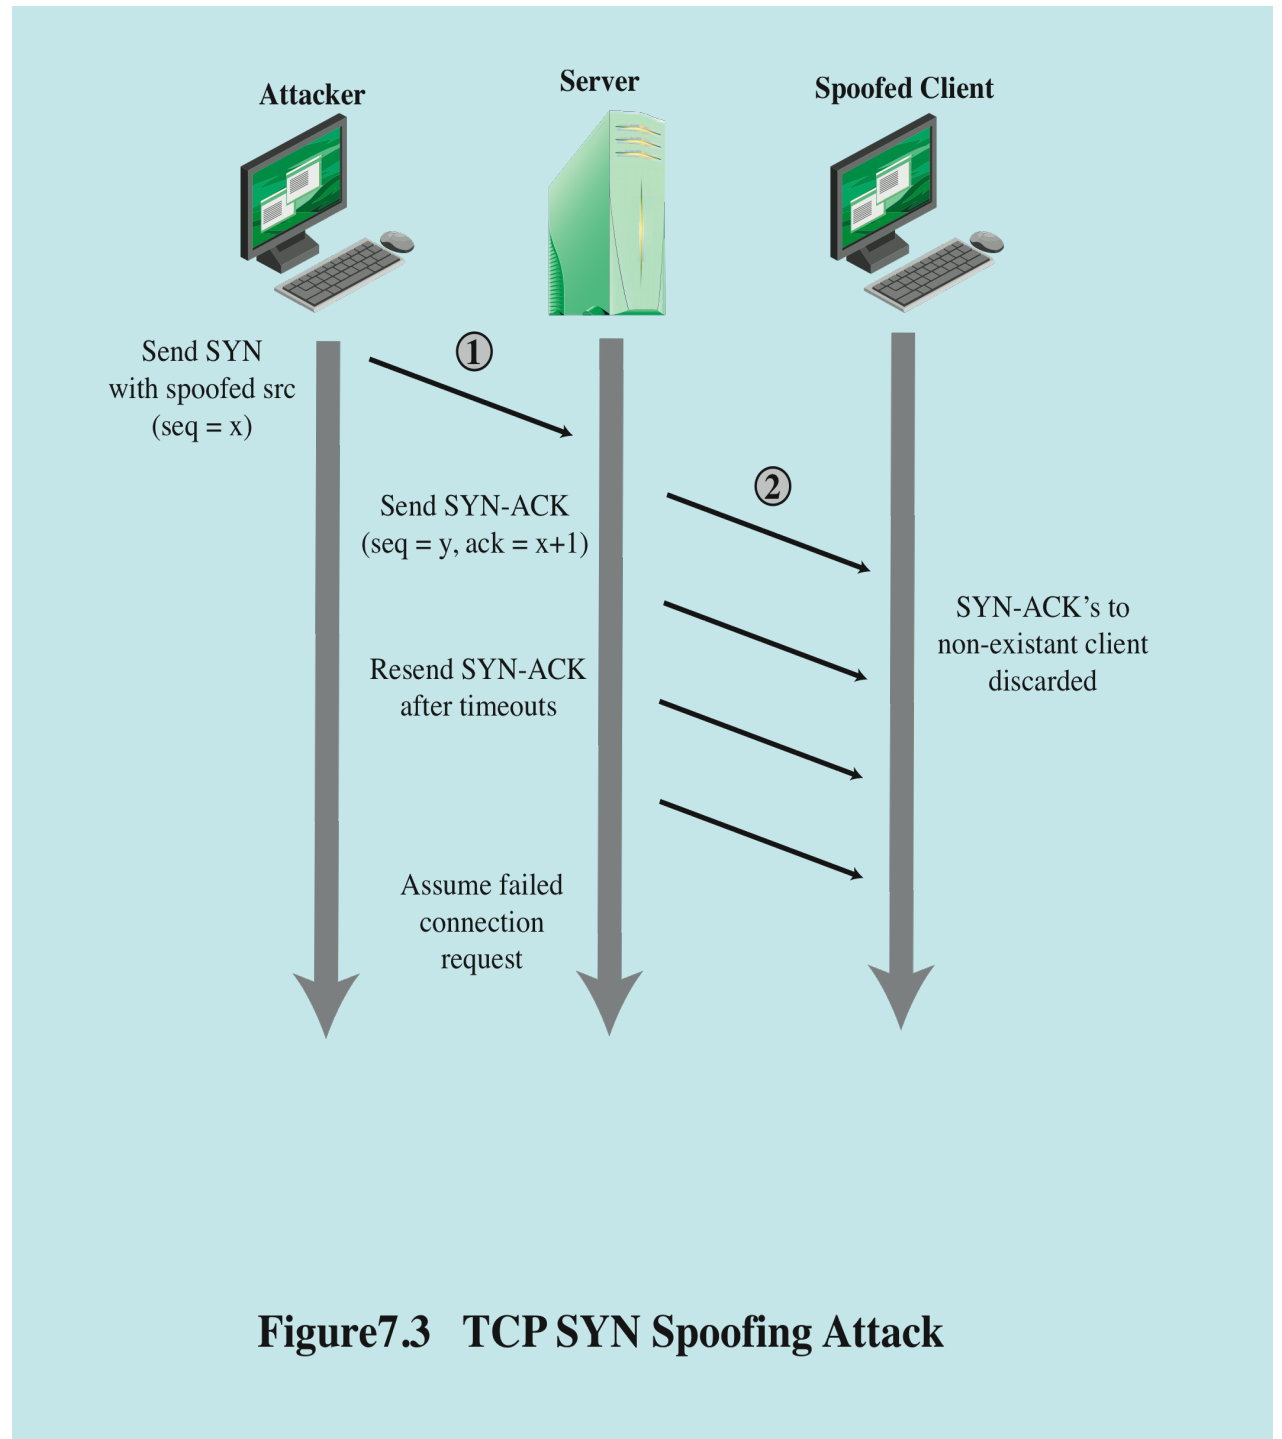 Attacker
Server
Spoofed Client
Send SYN
with spoofed src
(seq = x)
1
2
Send SYN-ACK
(seq = y, ack = x+1)
SYN-ACK’s to
non-existant client
discarded
Resend SYN-ACK
after timeouts
Assume failed
connection
request
Figure7.3 TCP SYN Spoofing Attack